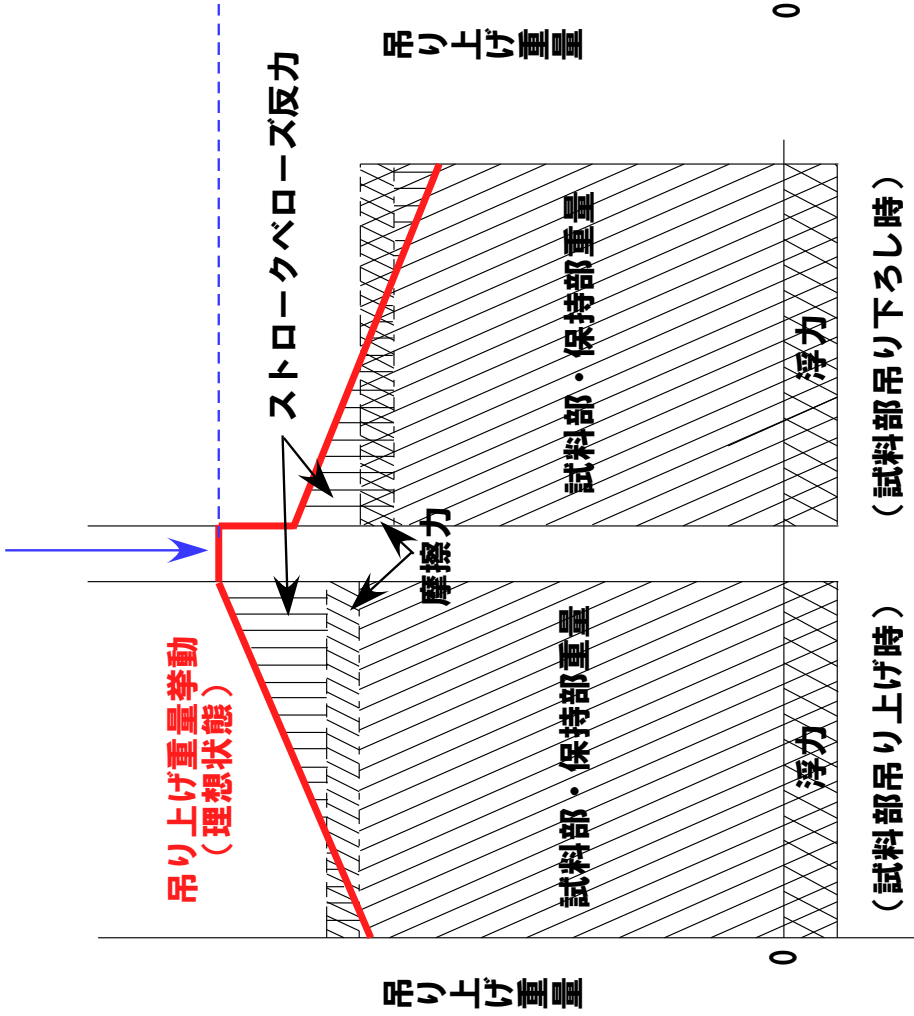 吊り上げ重量挙動
（理想状態）
ストロークベローズ反力
摩擦力
吊り上げ重量
0
試料部・保持部重量
浮力
（試料部吊り上げ時）
試料部・保持部重量
浮力
（試料部吊り下ろし時）
吊り上げ重量
0